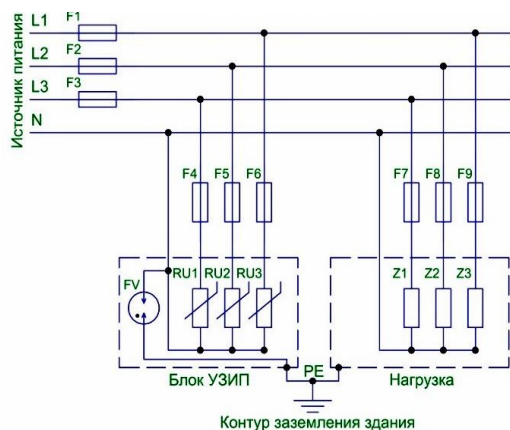 Источник питания
L1 F1
L2 F2
L3 F3
N
F4 F5 F6 F7 F8 F9
FV RU1 RU2 RU3 Z1 Z2 Z3
PE
Блок УЗИП Нагрузка
Контур заземления здания